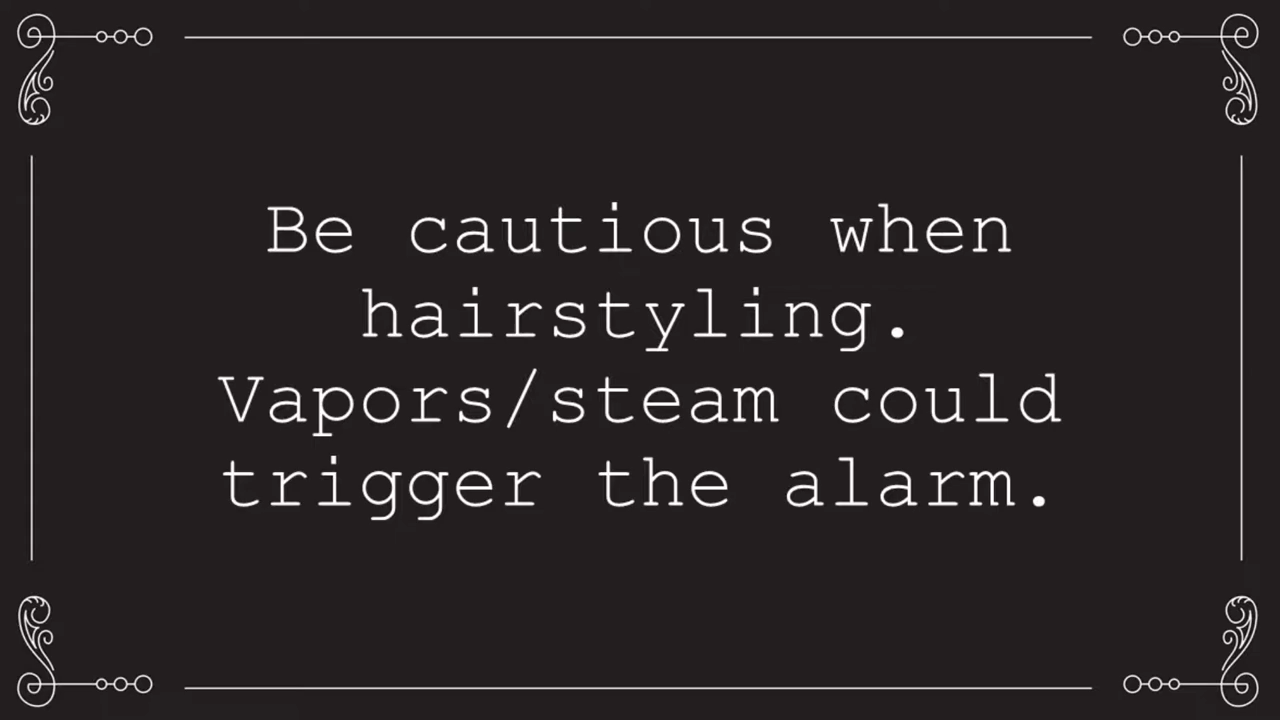 Be cautious when
hairstyling.
Vapors/steam could
trigger the alarm.